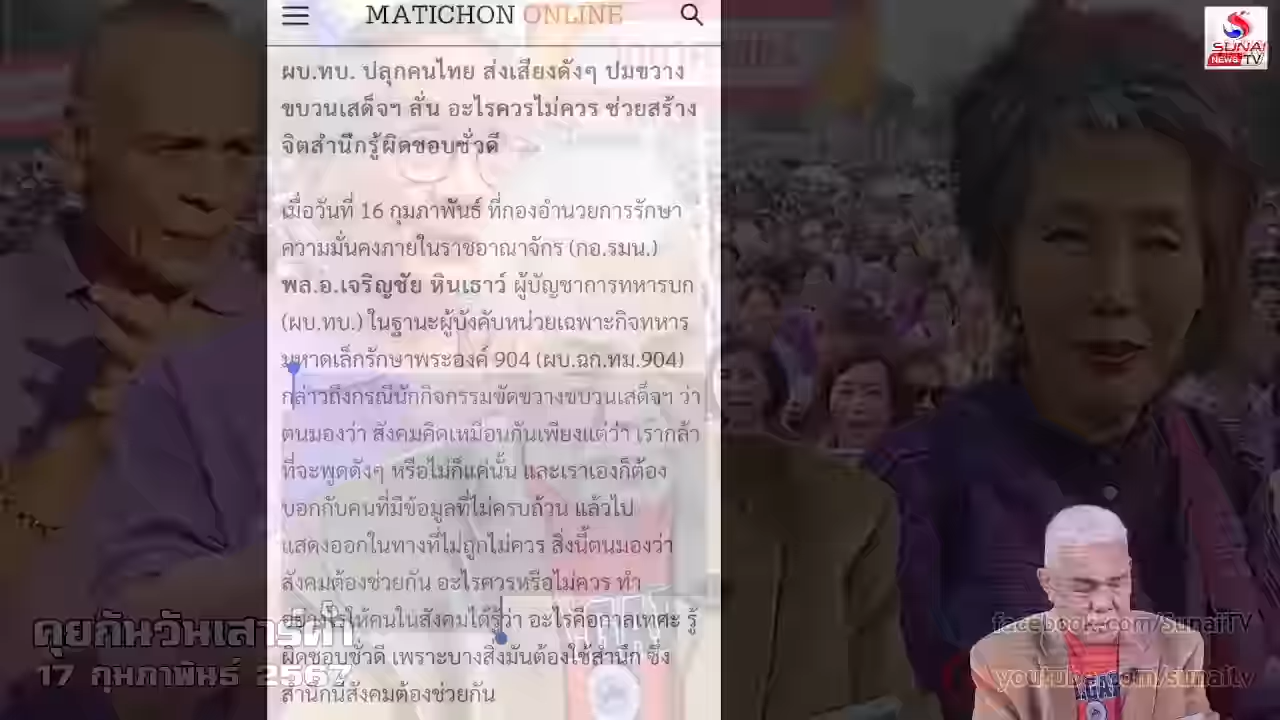 MATICHON ONLINE
SUNAI
NEWS TV
ผบ.ทบ. ปลุกคนไทย ส่งเสียงดังๆ ปมขวาง
ขบวนเสด็จฯ ลั่น อะไรควรไม่ควร ช่วยสร้าง
จิตสำนึกรู้ผิดชอบชั่วดี
เมื่อวันที่ 16 กุมภาพันธ์ ที่กองอำนวยการรักษา
ความมั่นคงภายในราชอาณาจักร (กอ.รมน.)
พล.อ.เจริญชัย หินเธาว์ ผู้บัญชาการทหารบก
(ผบ.ทบ.) ในฐานะผู้บังคับหน่วยเฉพาะกิจทหาร
มหาดเล็กรักษาพระองค์ 904 (ผบ.ฉก.ทม.904)
กล่าวถึงกรณีนักกิจกรรมขัดขวางขบวนเสด็จฯ ว่า
ตนมองว่า สังคมคิดเหมือนกันเพียงแต่ว่า เรากล้า
ที่จะพูดดังๆ หรือไม่ก็แค่นั้น และเราเองก็ต้อง
บอกกับคนที่มีข้อมูลที่ไม่ครบถ้วน แล้วไป
แสดงออกในทางที่ไม่ถูกไม่ควร สิ่งนี้ตนมองว่า
สังคมต้องช่วยกัน อะไรควรหรือไม่ควร ทำ
อย่างไรให้คนในสังคมได้รู้ว่า อะไรคือกาลเทศะ รู้
ผิดชอบชั่วดี เพราะบางสิ่งมันต้องใช้สำนึก ซึ่ง
สำนึกนี้สังคมต้องช่วยกัน
คุยกันวันเสาร์ค่ำ
17 กุมภาพันธ์ 2567
facebook.com/SunaiTV
youtube.com/sunaitv